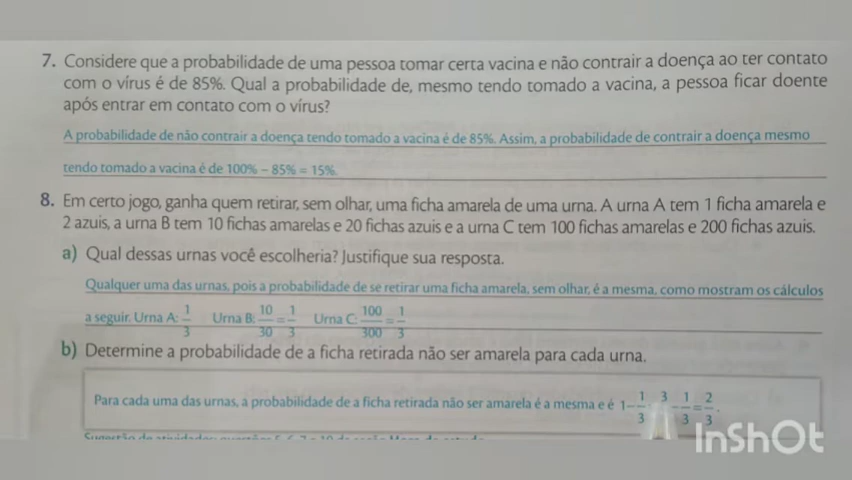 7. Considere que a probabilidade de uma pessoa tomar certa vacina e não contrair a doença ao ter contato
com o vírus é de 85%. Qual a probabilidade de, mesmo tendo tomado a vacina, a pessoa ficar doente
após entrar em contato com o vírus?
A probabilidade de não contrair a doença tendo tomado a vacina é de 85%. Assim, a probabilidade de contrair a doença mesmo
tendo tomado a vacina é de 100% – 85% = 15%.
8. Em certo jogo, ganha quem retirar, sem olhar, uma ficha amarela de uma urna. A urna A tem 1 ficha amarela e
2 azuis, a urna B tem 10 fichas amarelas e 20 fichas azuis e a urna C tem 100 fichas amarelas e 200 fichas azuis.
a) Qual dessas urnas você escolheria? Justifique sua resposta.
Qualquer uma das urnas, pois a probabilidade de se retirar uma ficha amarela, sem olhar, é a mesma, como mostram os cálculos
a seguir. Urna A: 1/3 Urna B: 10/30 = 1/3 Urna C: 100/300 = 1/3
b) Determine a probabilidade de a ficha retirada não ser amarela para cada urna.
Para cada uma das urnas, a probabilidade de a ficha retirada não ser amarela é a mesma e é 1 – 1/3 3 – 1/3 = 2/3.
InShOt